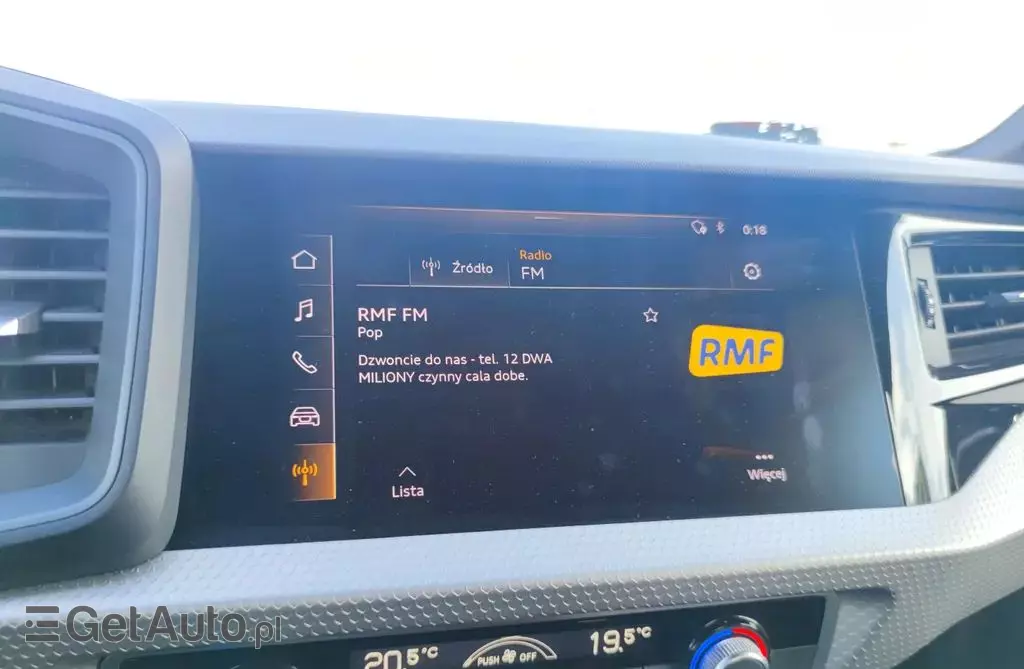 0:16
Źródło
Radio
FM
RMF FM
Pop
Dzwoncie do nas - tel. 12 DWA
MILIONY czynny cala dobe.
RMF
Lista
Więcej
GetAuto.pl
20.5°C
PUSH OFF
19.5°C